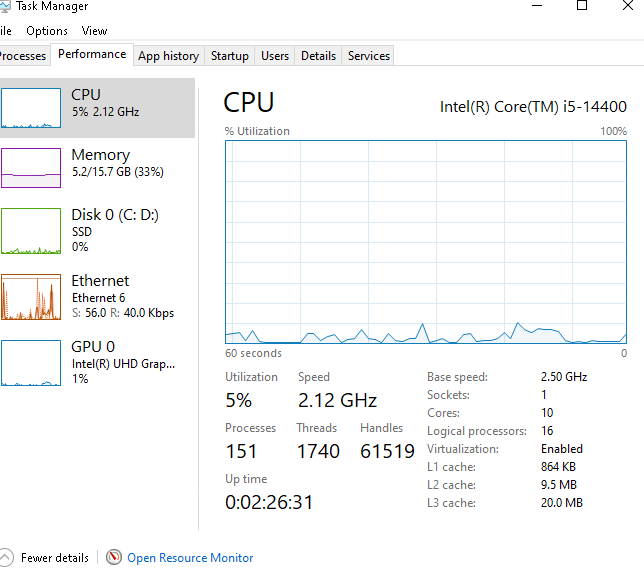 Task Manager
ile Options View
Processes Performance App history Startup Users Details Services
CPU
5% 2.12 GHz
Memory
5.2/15.7 GB (33%)
Disk 0 (C: D:)
SSD
0%
Ethernet
Ethernet 6
S: 56.0 R: 40.0 Kbps
GPU 0
Intel(R) UHD Grap...
1%
CPU Intel(R) Core(TM) i5-14400
% Utilization 100%
60 seconds 0
Utilization Speed
5% 2.12 GHz
Processes Threads Handles
151 1740 61519
Up time
0:02:26:31
Base speed: 2.50 GHz
Sockets: 1
Cores: 10
Logical processors: 16
Virtualization: Enabled
L1 cache: 864 KB
L2 cache: 9.5 MB
L3 cache: 20.0 MB
Fewer details Open Resource Monitor